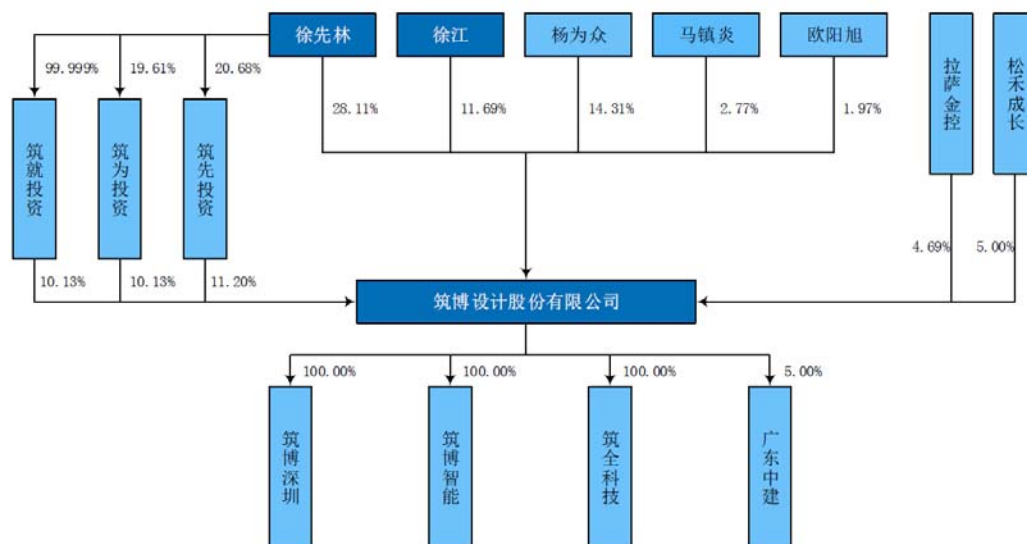 徐先林
徐江
杨为众
马镇炎
欧阳旭
拉萨金控
松禾成长
99.999%
19.61%
20.68%
28.11%
11.69%
14.31%
2.77%
1.97%
筑就投资
筑为投资
筑先投资
4.69%
5.00%
10.13%
10.13%
11.20%
筑博设计股份有限公司
100.00%
100.00%
100.00%
5.00%
筑博深圳
筑博智能
筑全科技
广东中建